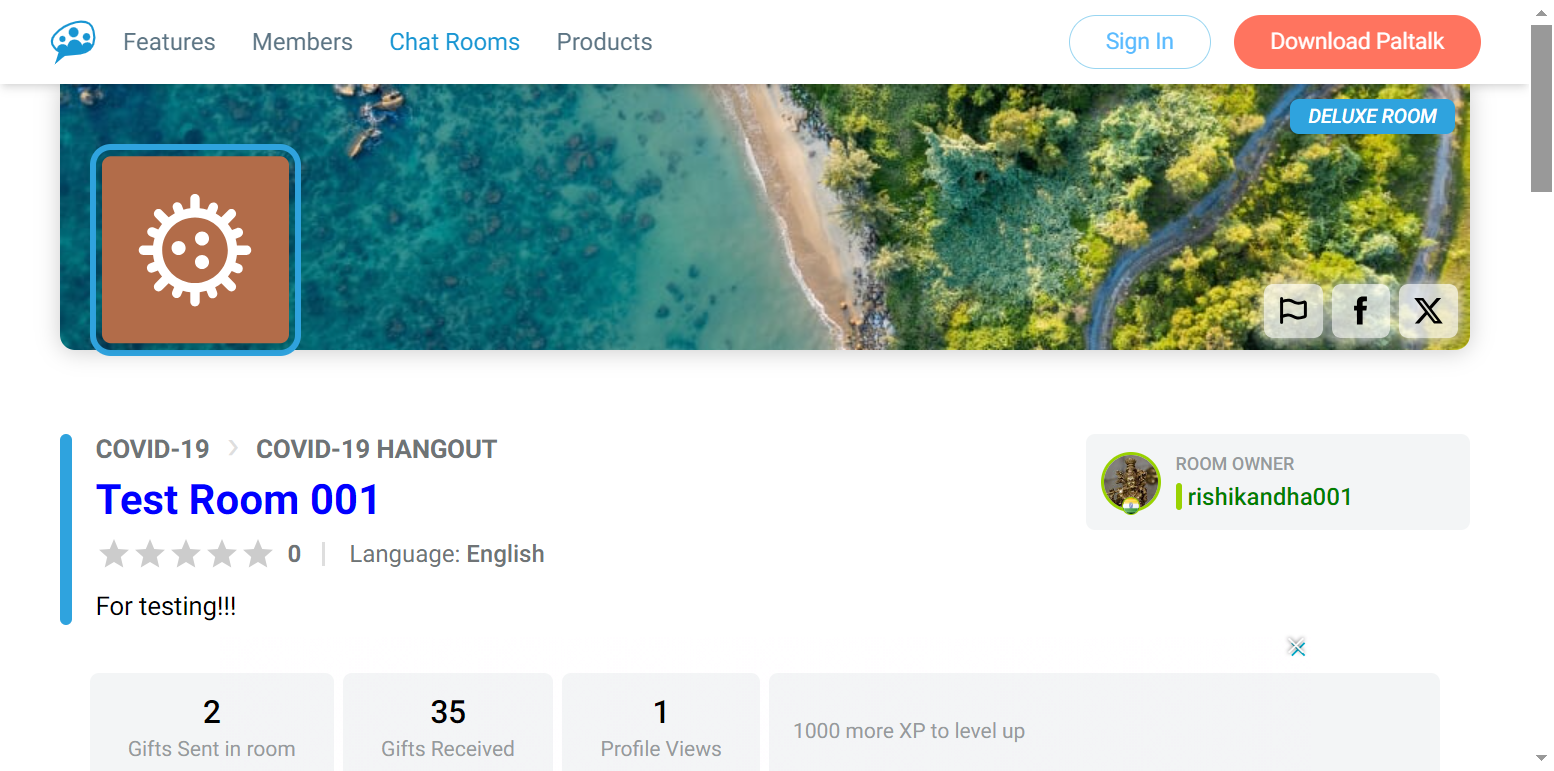 Features Members Chat Rooms Products Sign In Download Paltalk
DELUXE ROOM
COVID-19 COVID-19 HANGOUT
Test Room 001
0 Language: English
For testing!!!
ROOM OWNER
rishikandha001
2
Gifts Sent in room
35
Gifts Received
1
Profile Views
1000 more XP to level up